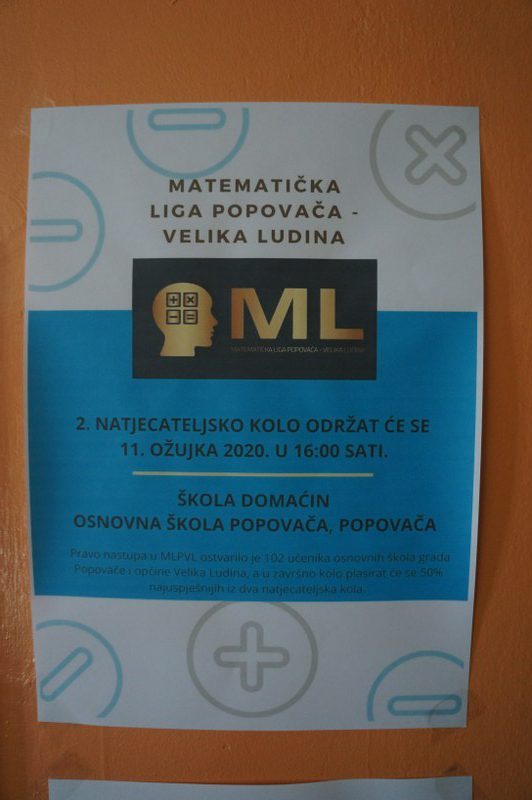 MATEMATIČKA
LIGA POPOVAČA -
VELIKA LUDINA
ML
MATEMATIČKA LIGA POPOVAČA - VELIKA LUDINA
2. NATJECATELJSKO KOLO ODRŽAT ĆE SE
11. OŽUJKA 2020. U 16:00 SATI.
ŠKOLA DOMAĆIN
OSNOVNA ŠKOLA POPOVAČA, POPOVAČA
Pravo nastupa u MLPVL ostvarilo je 102 učenika osnovnih škola grada
Popovače i općine Velika Ludina, a u završno kolo plasirat će se 50%
najuspješnijih iz dva natjecateljska kola.